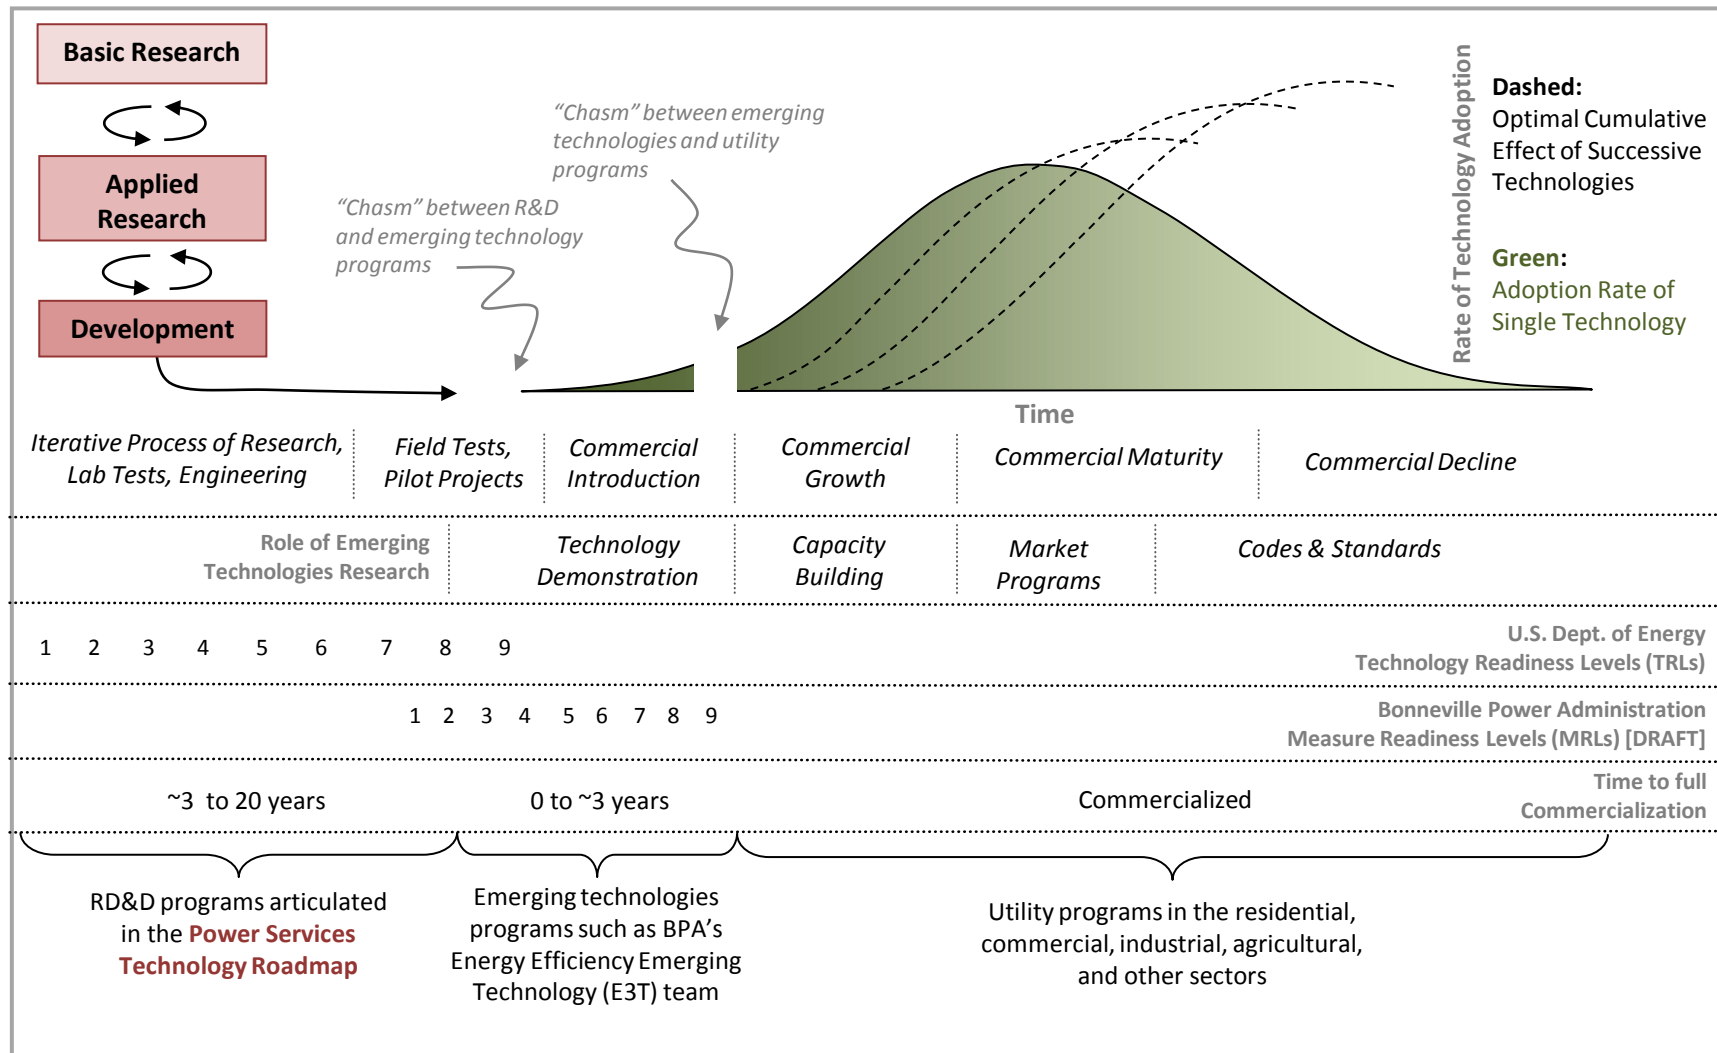 Basic Research
Applied
Research
Development
“Chasm” between R&D
and emerging technology
programs
“Chasm” between emerging
technologies and utility
programs
Rate of Technology Adoption
Dashed:
Optimal Cumulative
Effect of Successive
Technologies
Green:
Adoption Rate of
Single Technology
Time
Iterative Process of Research,
Lab Tests, Engineering
Field Tests,
Pilot Projects
Commercial
Introduction
Commercial
Growth
Commercial Maturity
Commercial Decline
Role of Emerging
Technologies Research
Technology
Demonstration
Capacity
Building
Market
Programs
Codes & Standards
1 2 3 4 5 6 7 8 9
U.S. Dept. of Energy
Technology Readiness Levels (TRLs)
1 2 3 4 5 6 7 8 9
Bonneville Power Administration
Measure Readiness Levels (MRLs) [DRAFT]
~3 to 20 years
0 to ~3 years
Commercialized
Time to full
Commercialization
RD&D programs articulated
in the Power Services
Technology Roadmap
Emerging technologies
programs such as BPA’s
Energy Efficiency Emerging
Technology (E3T) team
Utility programs in the residential,
commercial, industrial, agricultural,
and other sectors